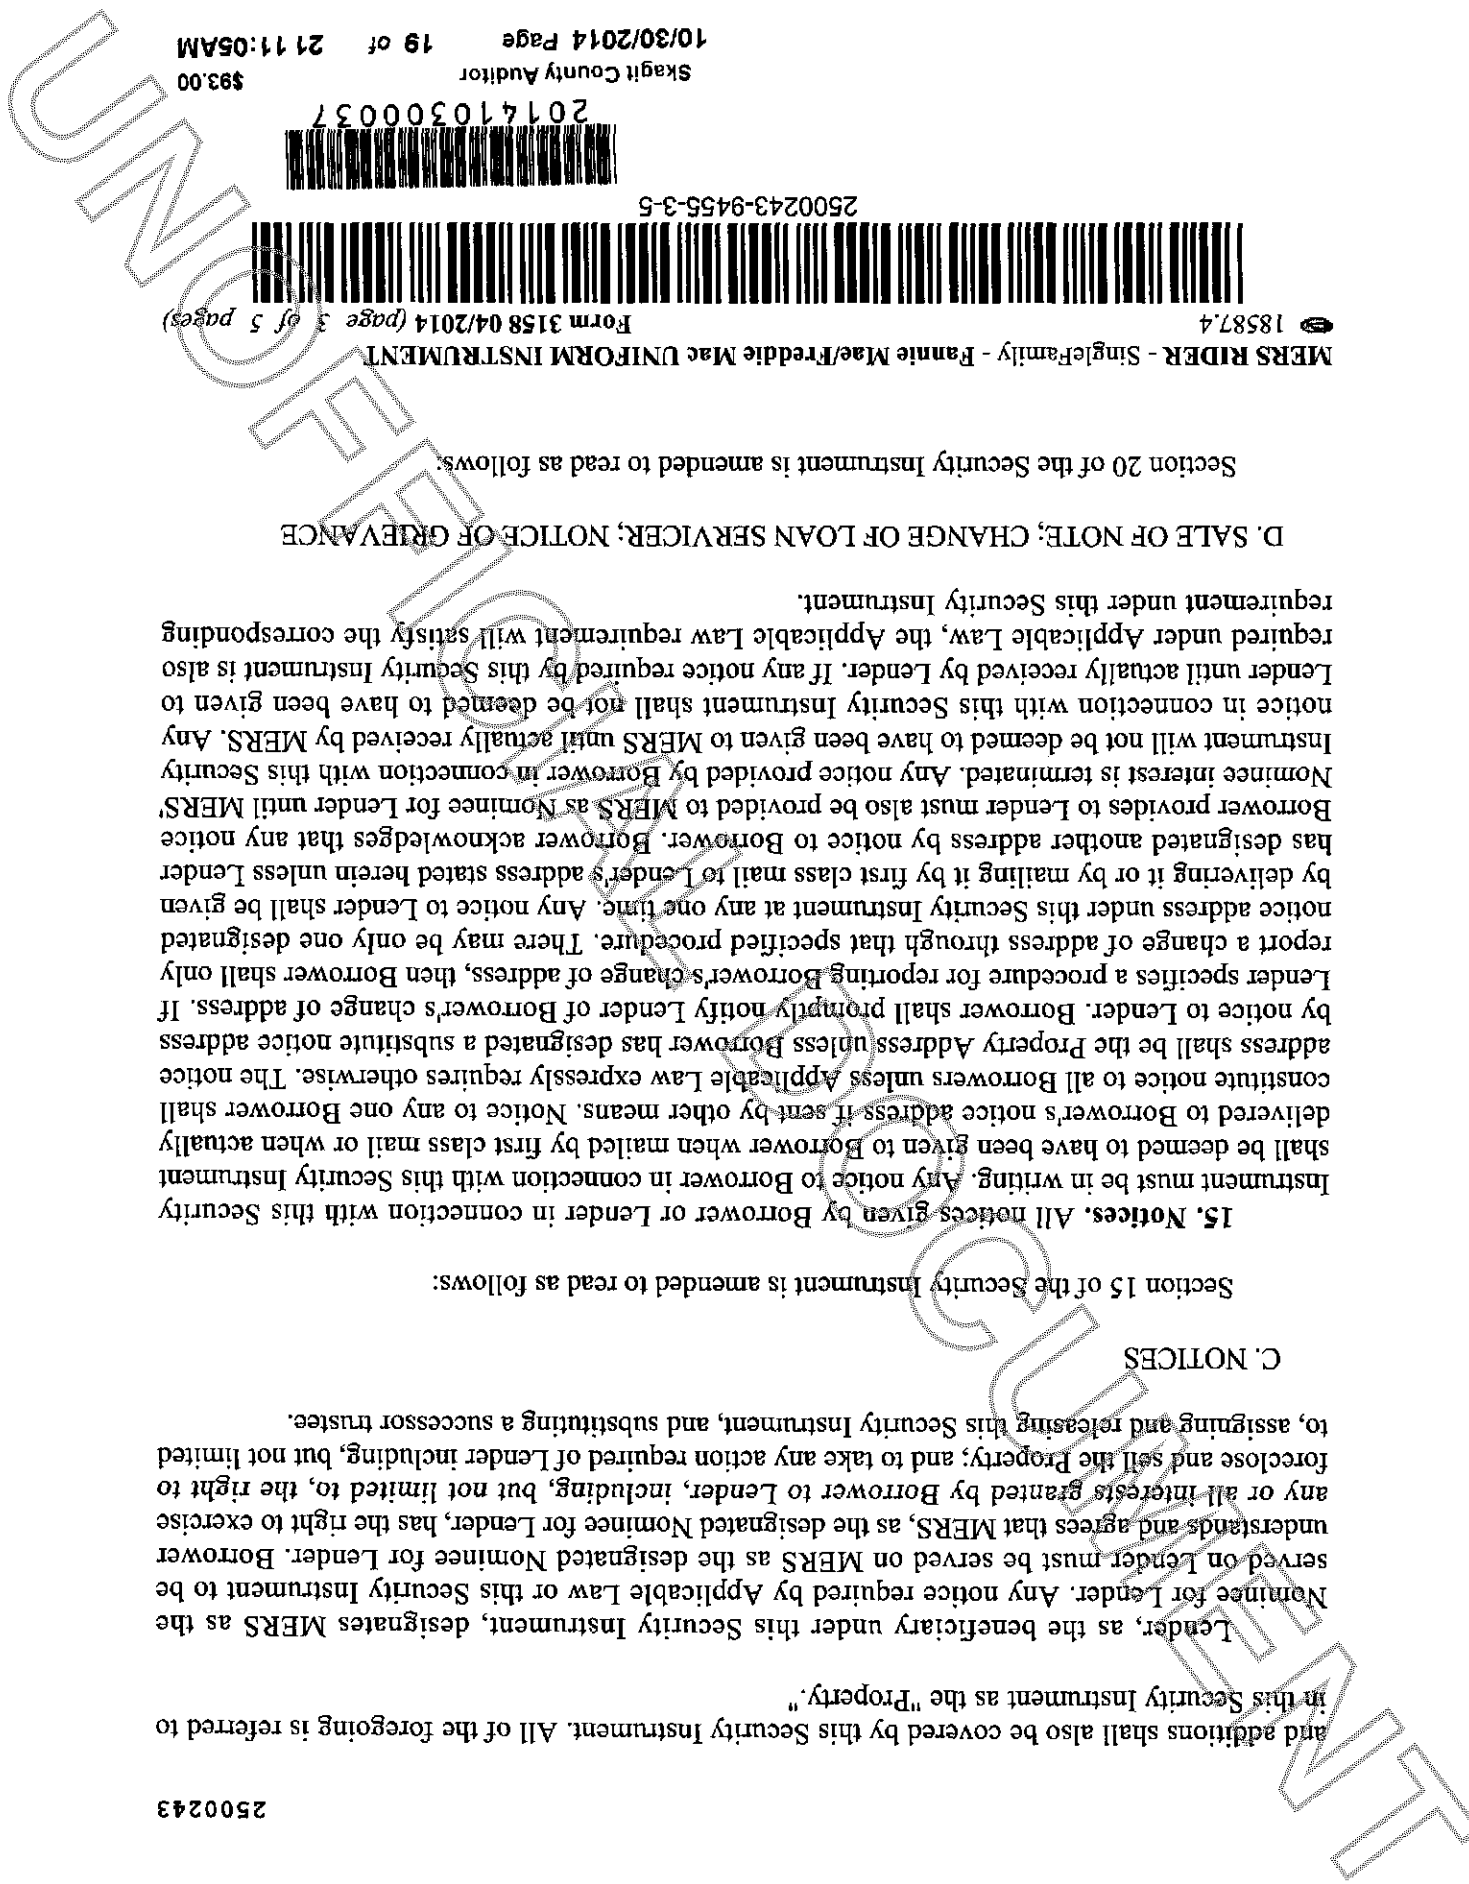 2500243
and additions shall also be covered by this Security Instrument. All of the foregoing is referred to
in this Security Instrument as the "Property."
Lender, as the beneficiary under this Security Instrument, designates MERS as the
Nominee for Lender. Any notice required by Applicable Law or this Security Instrument to be
served on Lender must be served on MERS as the designated Nominee for Lender. Borrower
understands and agrees that MERS, as the designated Nominee for Lender, has the right to exercise
any or all interests granted by Borrower to Lender, including, but not limited to, the right to
foreclose and sell the Property; and to take any action required of Lender including, but not limited
to, assigning and releasing this Security Instrument, and substituting a successor trustee.
C. NOTICES
Section 15 of the Security Instrument is amended to read as follows:
15. Notices. All notices given by Borrower or Lender in connection with this Security
Instrument must be in writing. Any notice to Borrower in connection with this Security Instrument
shall be deemed to have been given to Borrower when mailed by first class mail or when actually
delivered to Borrower's notice address if sent by other means. Notice to any one Borrower shall
constitute notice to all Borrowers unless Applicable Law expressly requires otherwise. The notice
address shall be the Property Address unless Borrower has designated a substitute notice address
by notice to Lender. Borrower shall promptly notify Lender of Borrower's change of address. If
Lender specifies a procedure for reporting Borrower's change of address, then Borrower shall only
report a change of address through that specified procedure. There may be only one designated
notice address under this Security Instrument at any one time. Any notice to Lender shall be given
by delivering it or by mailing it by first class mail to Lender's address stated herein unless Lender
has designated another address by notice to Borrower. Borrower acknowledges that any notice
Borrower provides to Lender must also be provided to MERS as Nominee for Lender until MERS'
Nominee interest is terminated. Any notice provided by Borrower in connection with this Security
Instrument will not be deemed to have been given to MERS until actually received by MERS. Any
notice in connection with this Security Instrument shall not be deemed to have been given to
Lender until actually received by Lender. If any notice required by this Security Instrument is also
required under Applicable Law, the Applicable Law requirement will satisfy the corresponding
requirement under this Security Instrument.
D. SALE OF NOTE; CHANGE OF LOAN SERVICER; NOTICE OF GRIEVANCE
Section 20 of the Security Instrument is amended to read as follows:
MERS RIDER - SingleFamily - Fannie Mae/Freddie Mac UNIFORM INSTRUMENT
18587.4 Form 3158 04/2014 (page 3 of 5 pages)
2500243-9455-3-5
201410300037
Skagit County Auditor $93.00
10/30/2014 Page 19 of 21 11:05AM
UNOFFICIAL DOCUMENT